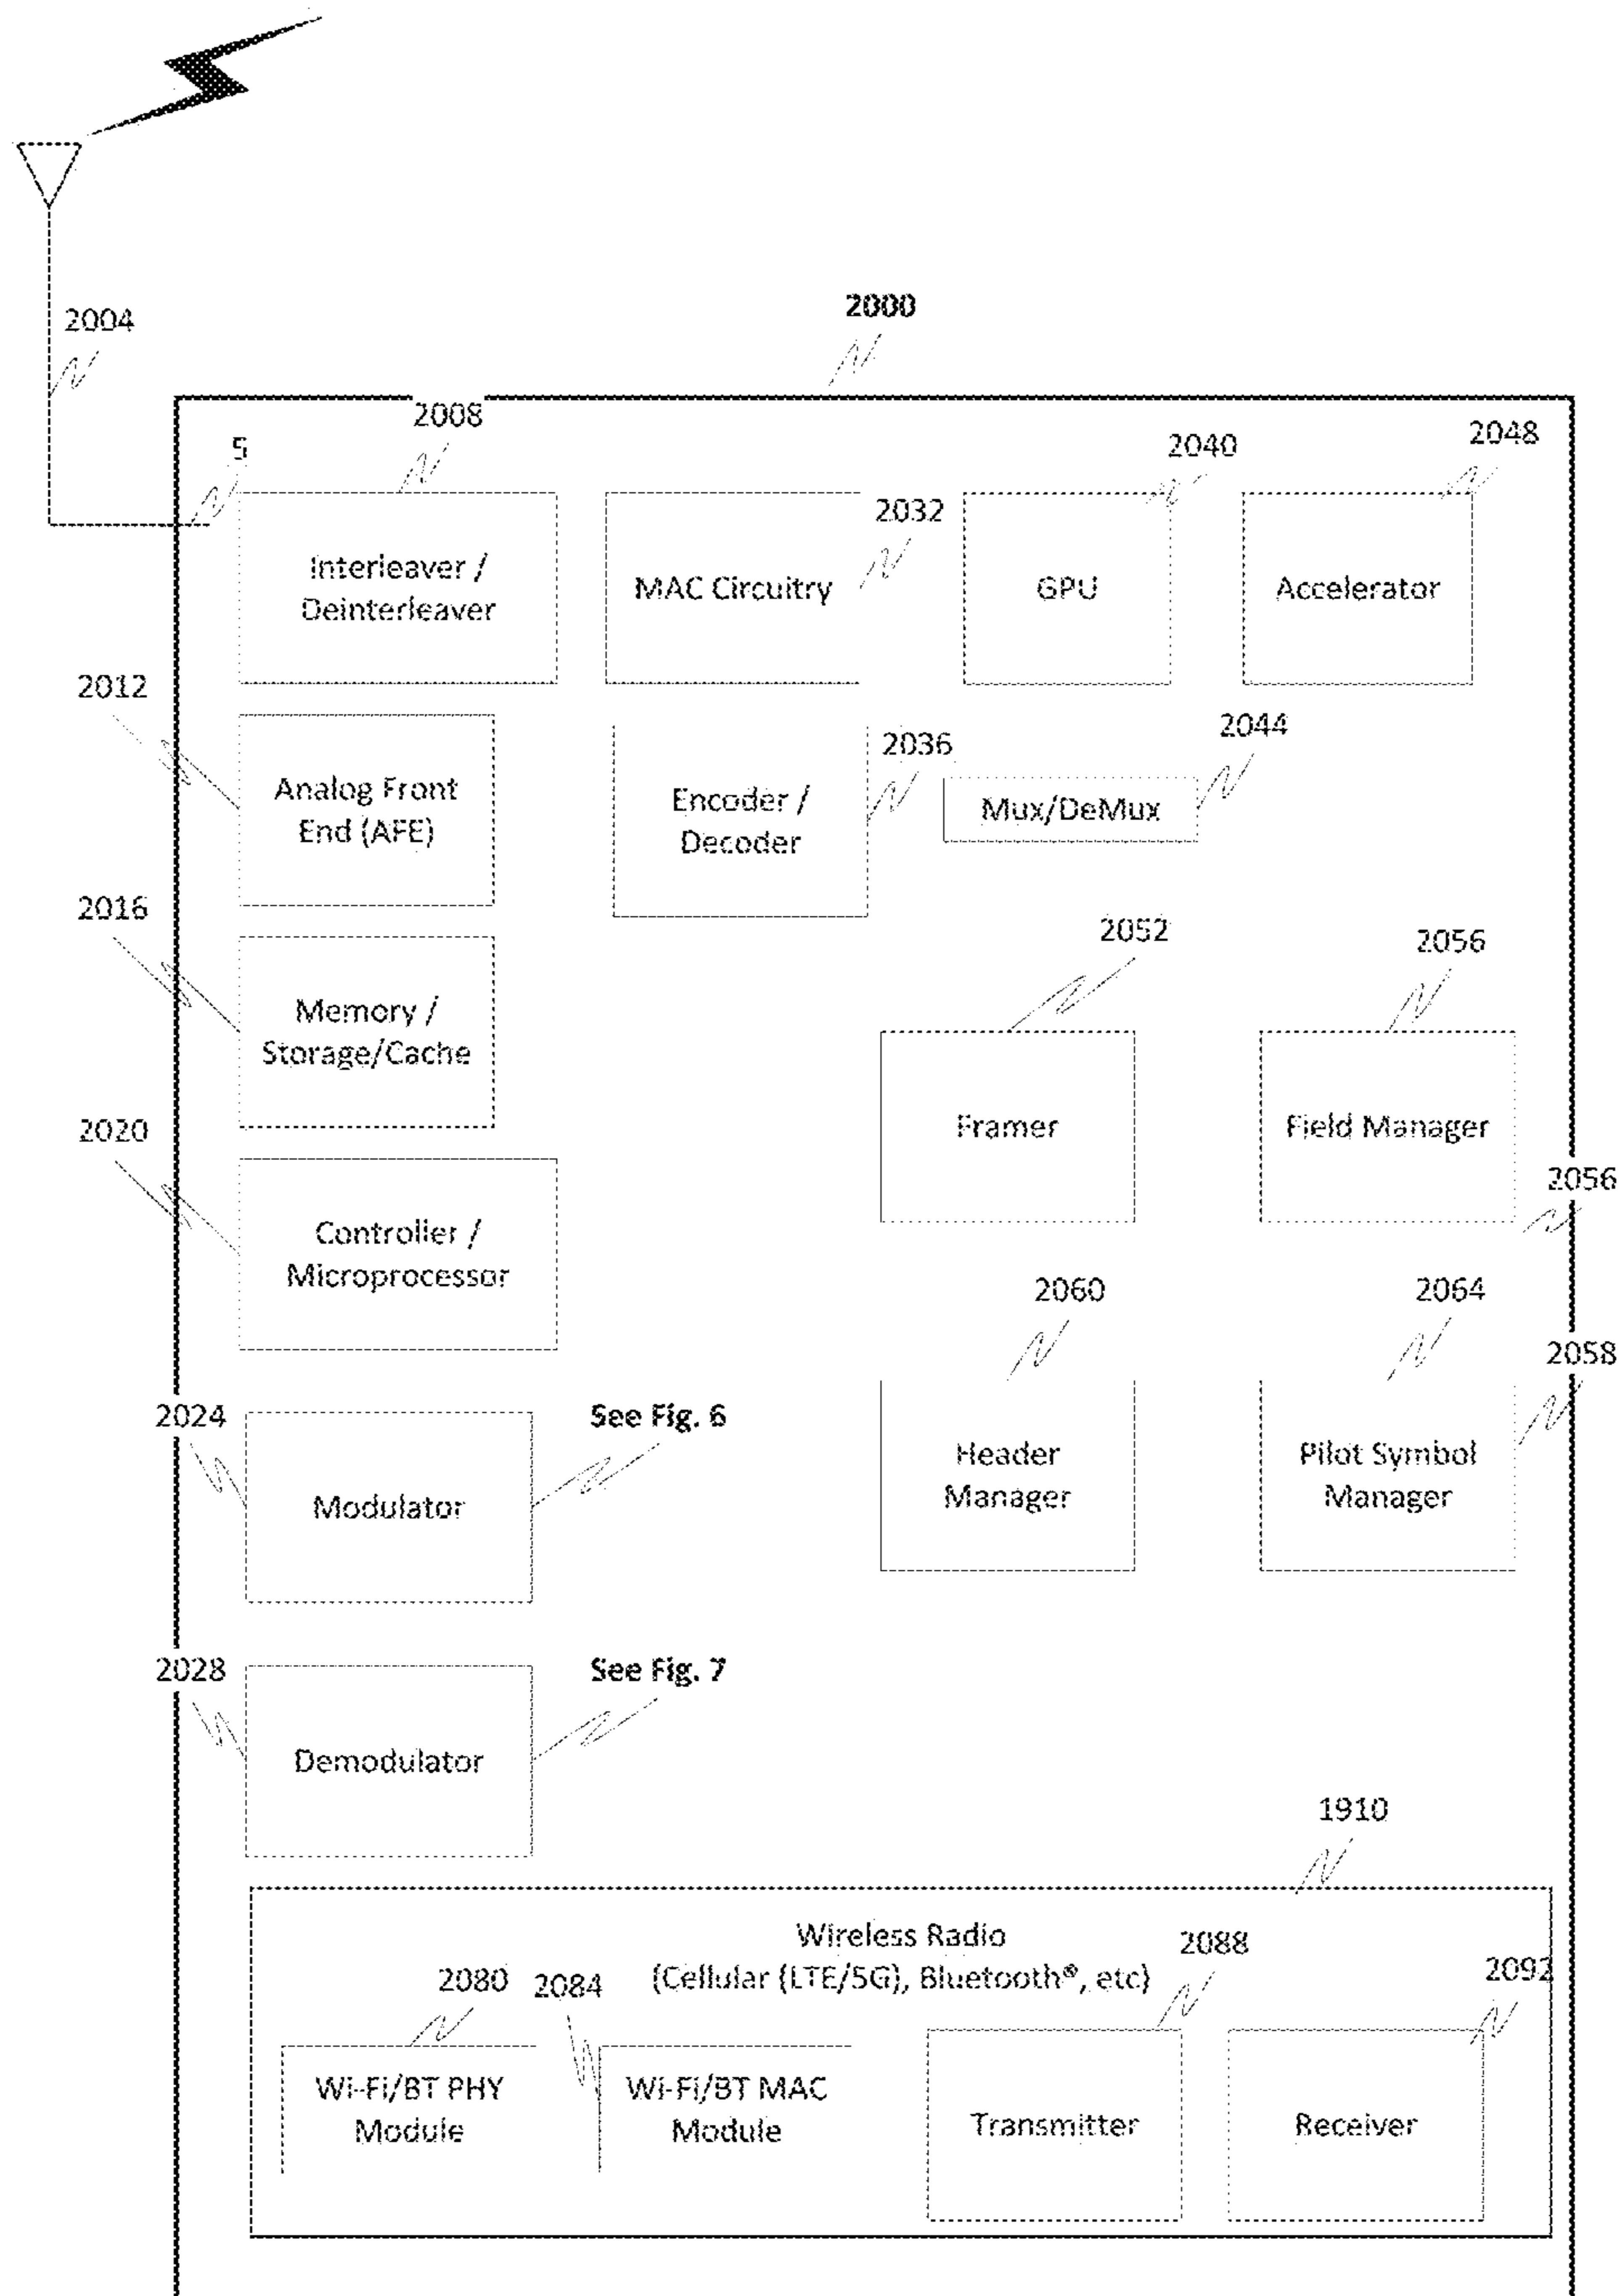 2004
2000
2008
5
2040
2048
2032
Interleaver /
Deinterleaver
MAC Circuitry
GPU
Accelerator
2012
2036
2044
Analog Front
End (AFE)
Encoder /
Decoder
Mux/DeMux
2016
2052
2056
Memory /
Storage/Cache
Framer
Field Manager
2020
2056
Controller /
Microprocessor
2060
2064
2058
2024
See Fig. 6
Modulator
Header
Manager
Pilot Symbol
Manager
2028
See Fig. 7
Demodulator
1910
Wireless Radio
(Cellular (LTE/5G), Bluetooth®, etc)
2080
2084
2088
2092
Wi-Fi/BT PHY
Module
Wi-Fi/BT MAC
Module
Transmitter
Receiver